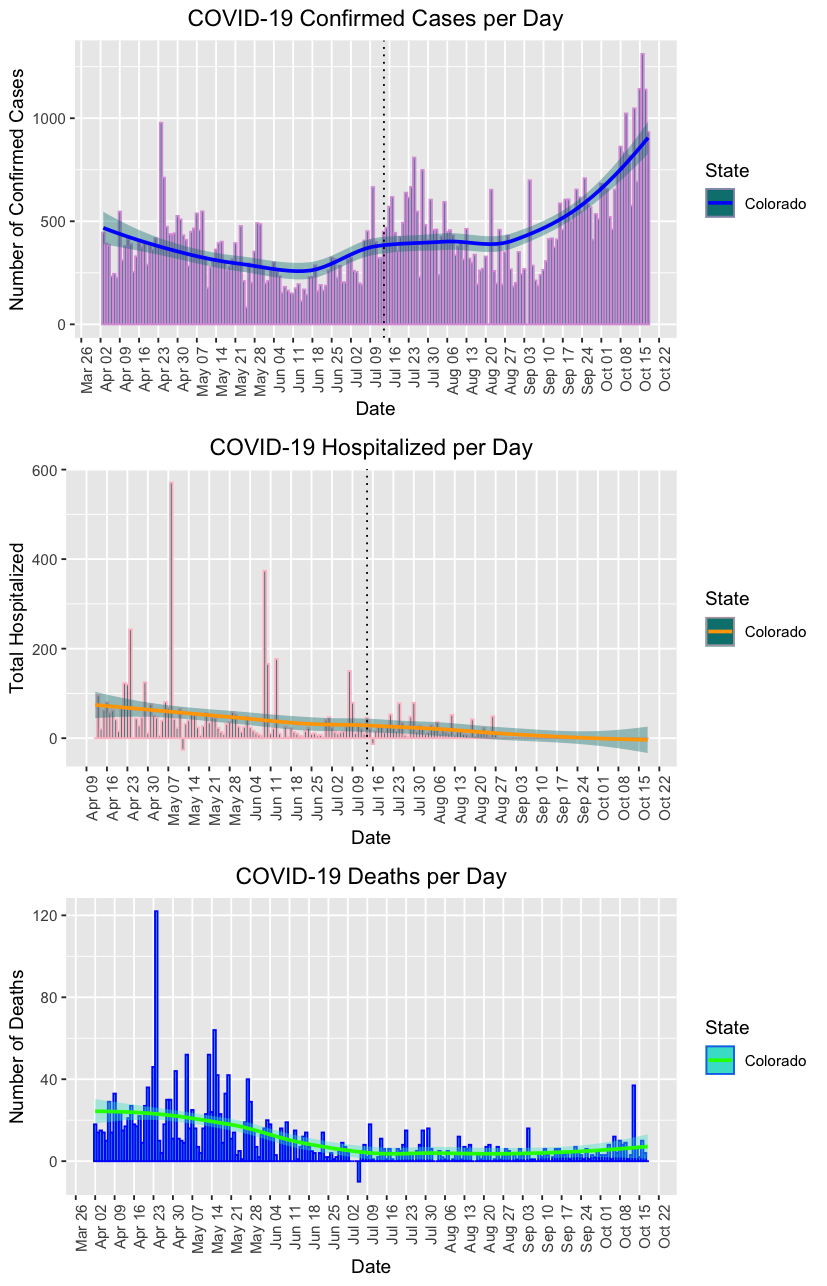 COVID-19 Confirmed Cases per Day
Number of Confirmed Cases
1000
500
0
Mar 26 Apr 02 Apr 09 Apr 16 Apr 23 Apr 30 May 07 May 14 May 21 May 28 Jun 04 Jun 11 Jun 18 Jun 25 Jul 02 Jul 09 Jul 16 Jul 23 Jul 30 Aug 06 Aug 13 Aug 20 Aug 27 Sep 03 Sep 10 Sep 17 Sep 24 Oct 01 Oct 08 Oct 15 Oct 22
Date
State
Colorado
COVID-19 Hospitalized per Day
Total Hospitalized
600
400
200
0
Apr 09 Apr 16 Apr 23 Apr 30 May 07 May 14 May 21 May 28 Jun 04 Jun 11 Jun 18 Jun 25 Jul 02 Jul 09 Jul 16 Jul 23 Jul 30 Aug 06 Aug 13 Aug 20 Aug 27 Sep 03 Sep 10 Sep 17 Sep 24 Oct 01 Oct 08 Oct 15 Oct 22
Date
State
Colorado
COVID-19 Deaths per Day
Number of Deaths
120
80
40
0
Mar 26 Apr 02 Apr 09 Apr 16 Apr 23 Apr 30 May 07 May 14 May 21 May 28 Jun 04 Jun 11 Jun 18 Jun 25 Jul 02 Jul 09 Jul 16 Jul 23 Jul 30 Aug 06 Aug 13 Aug 20 Aug 27 Sep 03 Sep 10 Sep 17 Sep 24 Oct 01 Oct 08 Oct 15 Oct 22
Date
State
Colorado